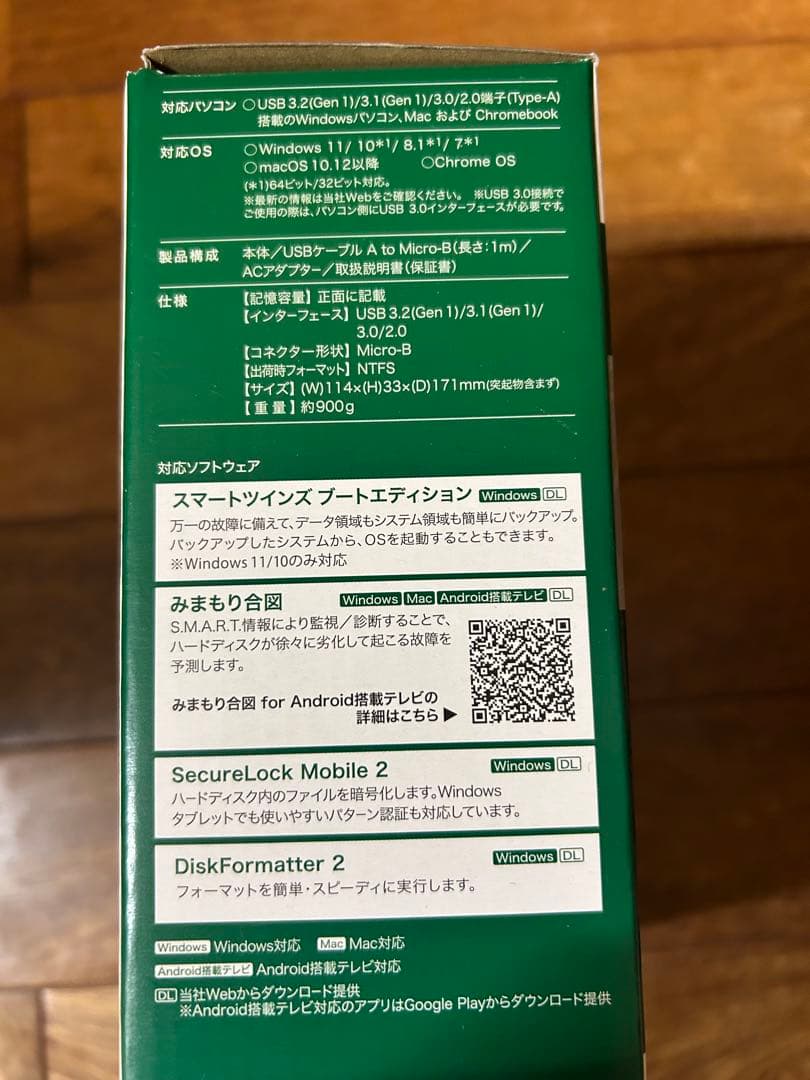 対応パソコン ○USB 3.2(Gen 1)/3.1(Gen 1)/3.0/2.0端子(Type-A)
搭載のWindowsパソコン、Mac および Chromebook
対応OS ○Windows 11/ 10*1/ 8.1*1/ 7*1
○macOS 10.12以降 ○Chrome OS
(*1)64ビット/32ビット対応。
※最新の情報は当社Webをご確認ください。 ※USB 3.0接続で
ご使用の際は、パソコン側にUSB 3.0インターフェースが必要です。
製品構成 本体／USBケーブル A to Micro-B(長さ:1m)／
ACアダプター／取扱説明書(保証書)
仕様 【記憶容量】正面に記載
【インターフェース】USB 3.2(Gen 1)/3.1(Gen 1)/
3.0/2.0
【コネクター形状】Micro-B
【出荷時フォーマット】NTFS
【サイズ】(W)114×(H)33×(D)171mm(突起物含まず)
【重量】約900g
対応ソフトウェア
スマートツインズ ブートエディション Windows DL
万一の故障に備えて、データ領域もシステム領域も簡単にバックアップ。
バックアップしたシステムから、OSを起動することもできます。
※Windows 11/10のみ対応
みまもり合図 Windows Mac Android搭載テレビ DL
S.M.A.R.T.情報により監視／診断することで、
ハードディスクが徐々に劣化して起こる故障を
予測します。
みまもり合図 for Android搭載テレビの
詳細はこちら ▶
SecureLock Mobile 2 Windows DL
ハードディスク内のファイルを暗号化します。Windows
タブレットでも使いやすいパターン認証も対応しています。
DiskFormatter 2 Windows DL
フォーマットを簡単・スピーディに実行します。
Windows Windows対応 Mac Mac対応
Android搭載テレビ Android搭載テレビ対応
DL 当社Webからダウンロード提供
※Android搭載テレビ対応のアプリはGoogle Playからダウンロード提供